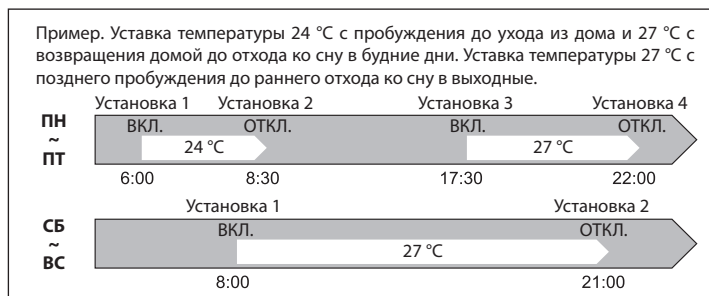 Пример. Уставка температуры 24 °C с пробуждения до ухода из дома и 27 °C с
возвращения домой до отхода ко сну в будние дни. Уставка температуры 27 °C с
позднего пробуждения до раннего отхода ко сну в выходные.
Установка 1 Установка 2 Установка 3 Установка 4
ПН
~
ПТ
ВКЛ. ОТКЛ. ВКЛ. ОТКЛ.
24 °C 27 °C
6:00 8:30 17:30 22:00
Установка 1 Установка 2
СБ
~
ВС
ВКЛ. ОТКЛ.
27 °C
8:00 21:00